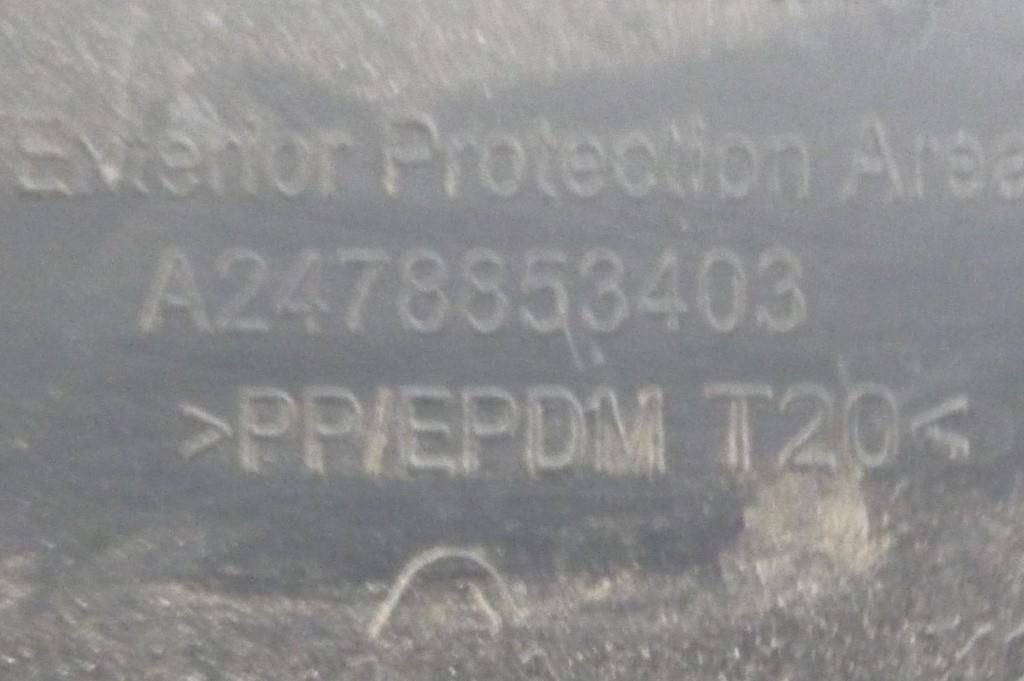 Exterior Protection Area
A2478853403
>PP/EPDM T20<